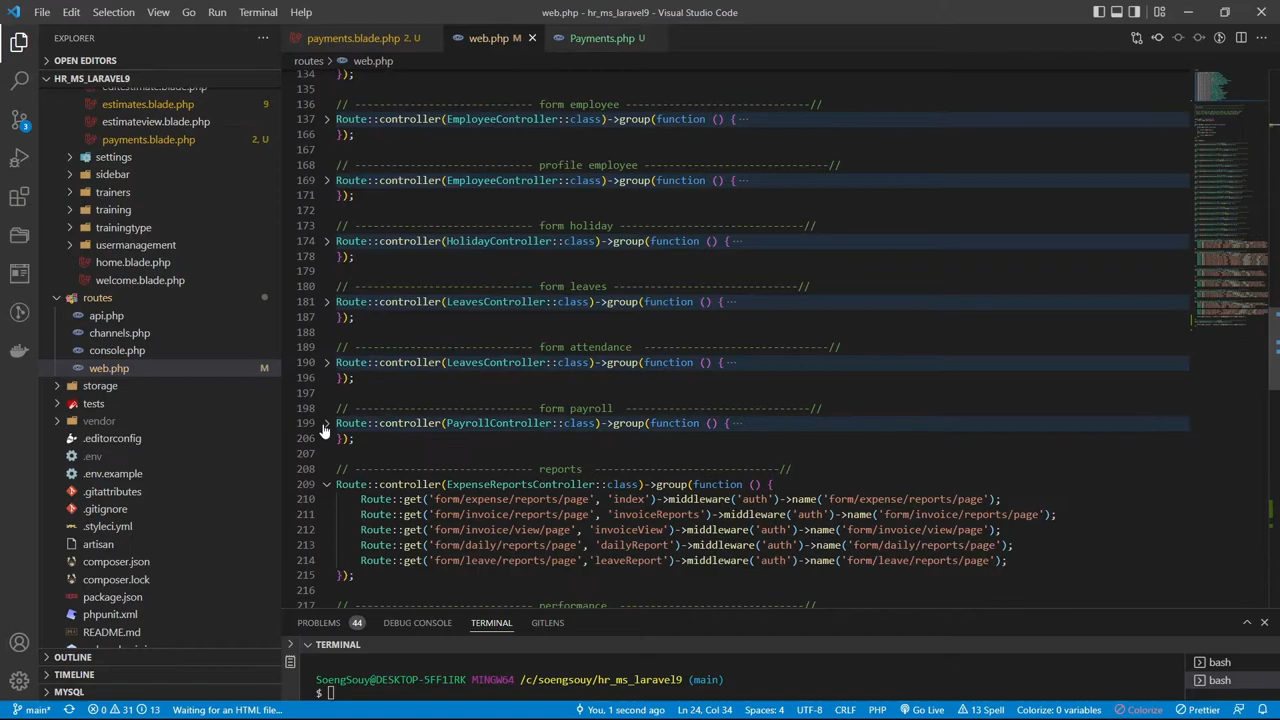 File Edit Selection View Go Run Terminal Help
web.php - hr_ms_laravel9 - Visual Studio Code
EXPLORER ...
payments.blade.php 2, U
web.php M
Payments.php U
OPEN EDITORS
routes > web.php
HR_MS_LARAVEL9
estimates.blade.php 9
estimateview.blade.php
payments.blade.php 2, U
settings
sidebar
trainers
training
trainingtype
usermanagement
home.blade.php
welcome.blade.php
routes
api.php
channels.php
console.php
web.php M
storage
tests
vendor
.editorconfig
.env
.env.example
.gitattributes
.gitignore
.styleci.yml
artisan
composer.json
composer.lock
package.json
phpunit.xml
README.md
OUTLINE
TIMELINE
MYSQL
3
134 });
135
136 // ----------------------------- form employee ------------------------------//
137 Route::controller(EmployeeController::class)->group(function () { ...
166 });
167
168 // --------------------------- profile employee --------------------------//
169 Route::controller(EmployeeController::class)->group(function () { ...
171 });
172
173 // --------------------------- form holiday ---------------------------//
174 Route::controller(HolidayController::class)->group(function () { ...
178 });
179
180 // -------------------------- form leaves --------------------------//
181 Route::controller(LeavesController::class)->group(function () { ...
187 });
188
189 // ----------------------------- form attendance ------------------------------//
190 Route::controller(LeavesController::class)->group(function () { ...
196 });
197
198 // ----------------------------- form payroll ------------------------------//
199 Route::controller(PayrollController::class)->group(function () { ...
206 });
207
208 // ----------------------------- reports ------------------------------//
209 Route::controller(ExpenseReportsController::class)->group(function () {
210 Route::get('form/expense/reports/page', 'index')->middleware('auth')->name('form/expense/reports/page');
211 Route::get('form/invoice/reports/page', 'invoiceReports')->middleware('auth')->name('form/invoice/reports/page');
212 Route::get('form/invoice/view/page', 'invoiceView')->middleware('auth')->name('form/invoice/view/page');
213 Route::get('form/daily/reports/page', 'dailyReport')->middleware('auth')->name('form/daily/reports/page');
214 Route::get('form/leave/reports/page','leaveReport')->middleware('auth')->name('form/leave/reports/page');
215 });
216
217 // ----------------------------- performance ------------------------------//
PROBLEMS 44 DEBUG CONSOLE TERMINAL GITLENS
TERMINAL
SoengSouy@DESKTOP-5FF1IRK MINGW64 /c/soengsouy/hr_ms_laravel9 (main)
$
bash
bash
main* 0 31 13 Waiting for an HTML file... You, 1 second ago Ln 24, Col 34 Spaces: 4 UTF-8 CRLF PHP Go Live 13 Spell Colorize: 0 variables Colorize Prettier